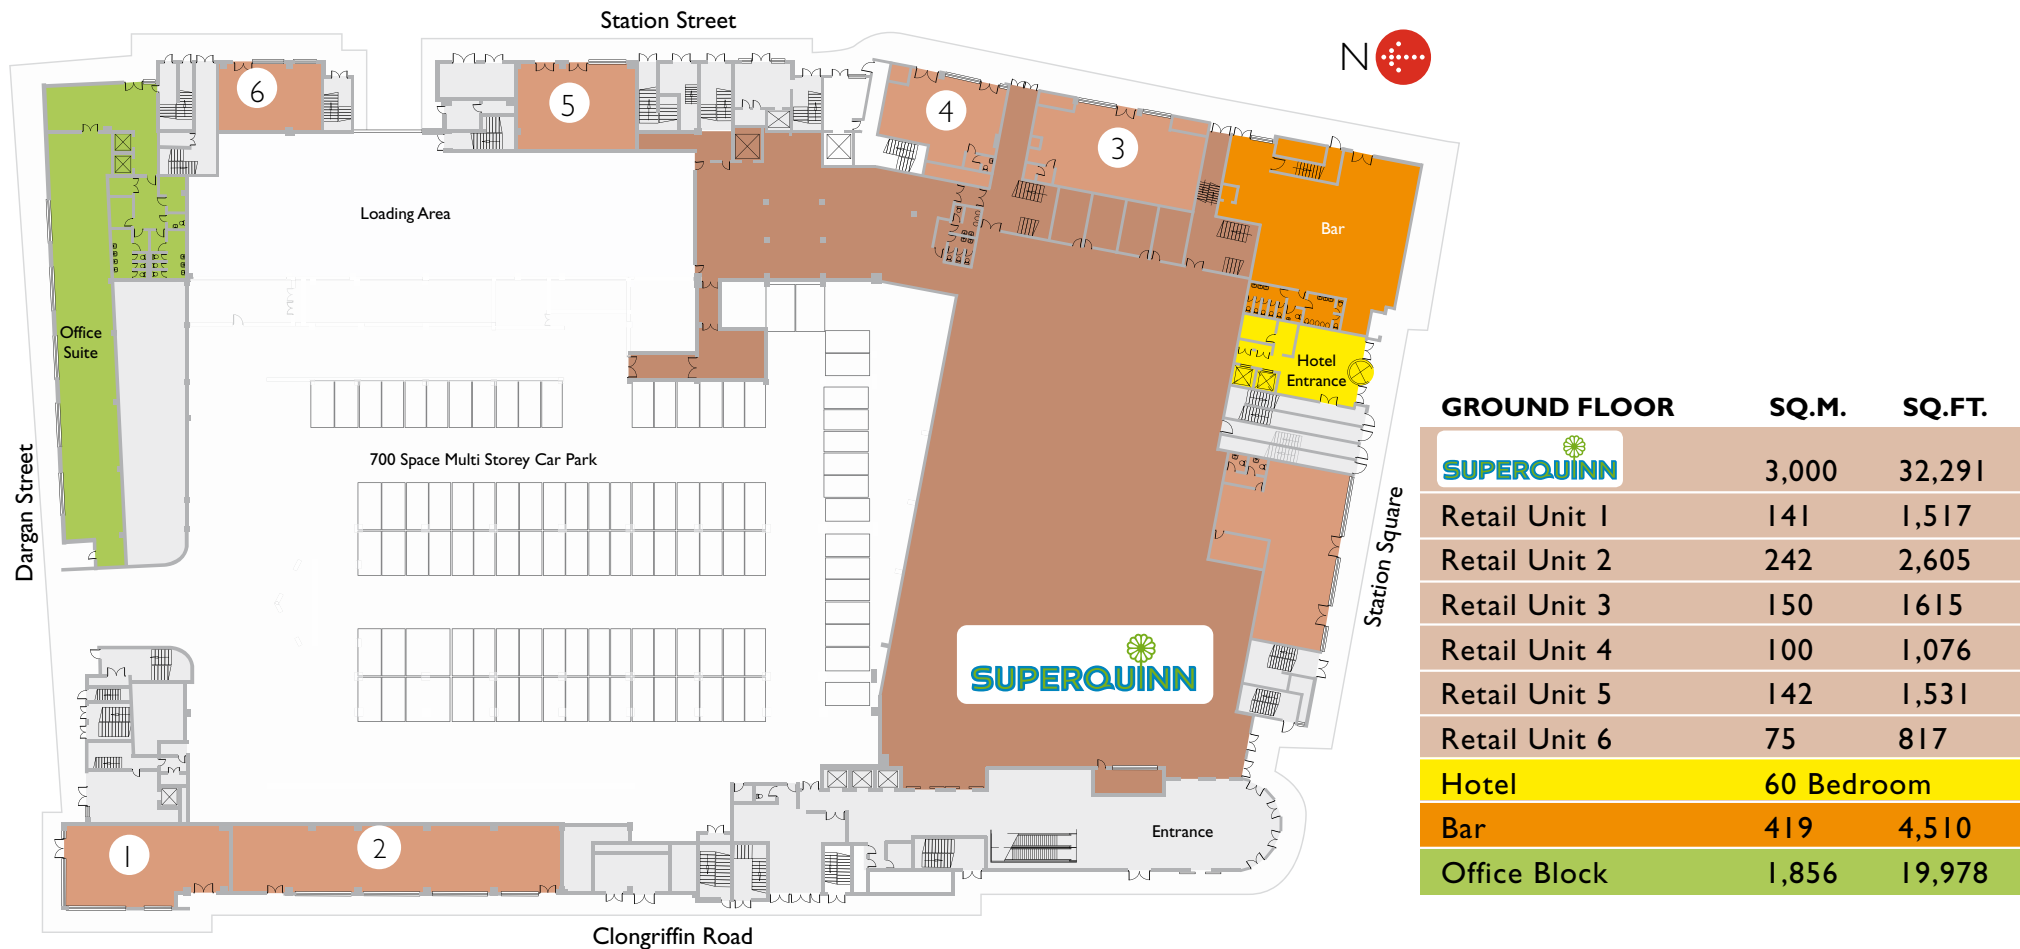 Station Street
N
6
5
4
3
Loading Area
Bar
Office
Suite
Hotel
Entrance
700 Space Multi Storey Car Park
Dargan Street
Station Square
SUPERQUINN
Entrance
1
2
Clongriffin Road
GROUND FLOOR SQ.M. SQ.FT.
SUPERQUINN 3,000 32,291
Retail Unit 1 141 1,517
Retail Unit 2 242 2,605
Retail Unit 3 150 1615
Retail Unit 4 100 1,076
Retail Unit 5 142 1,531
Retail Unit 6 75 817
Hotel 60 Bedroom
Bar 419 4,510
Office Block 1,856 19,978